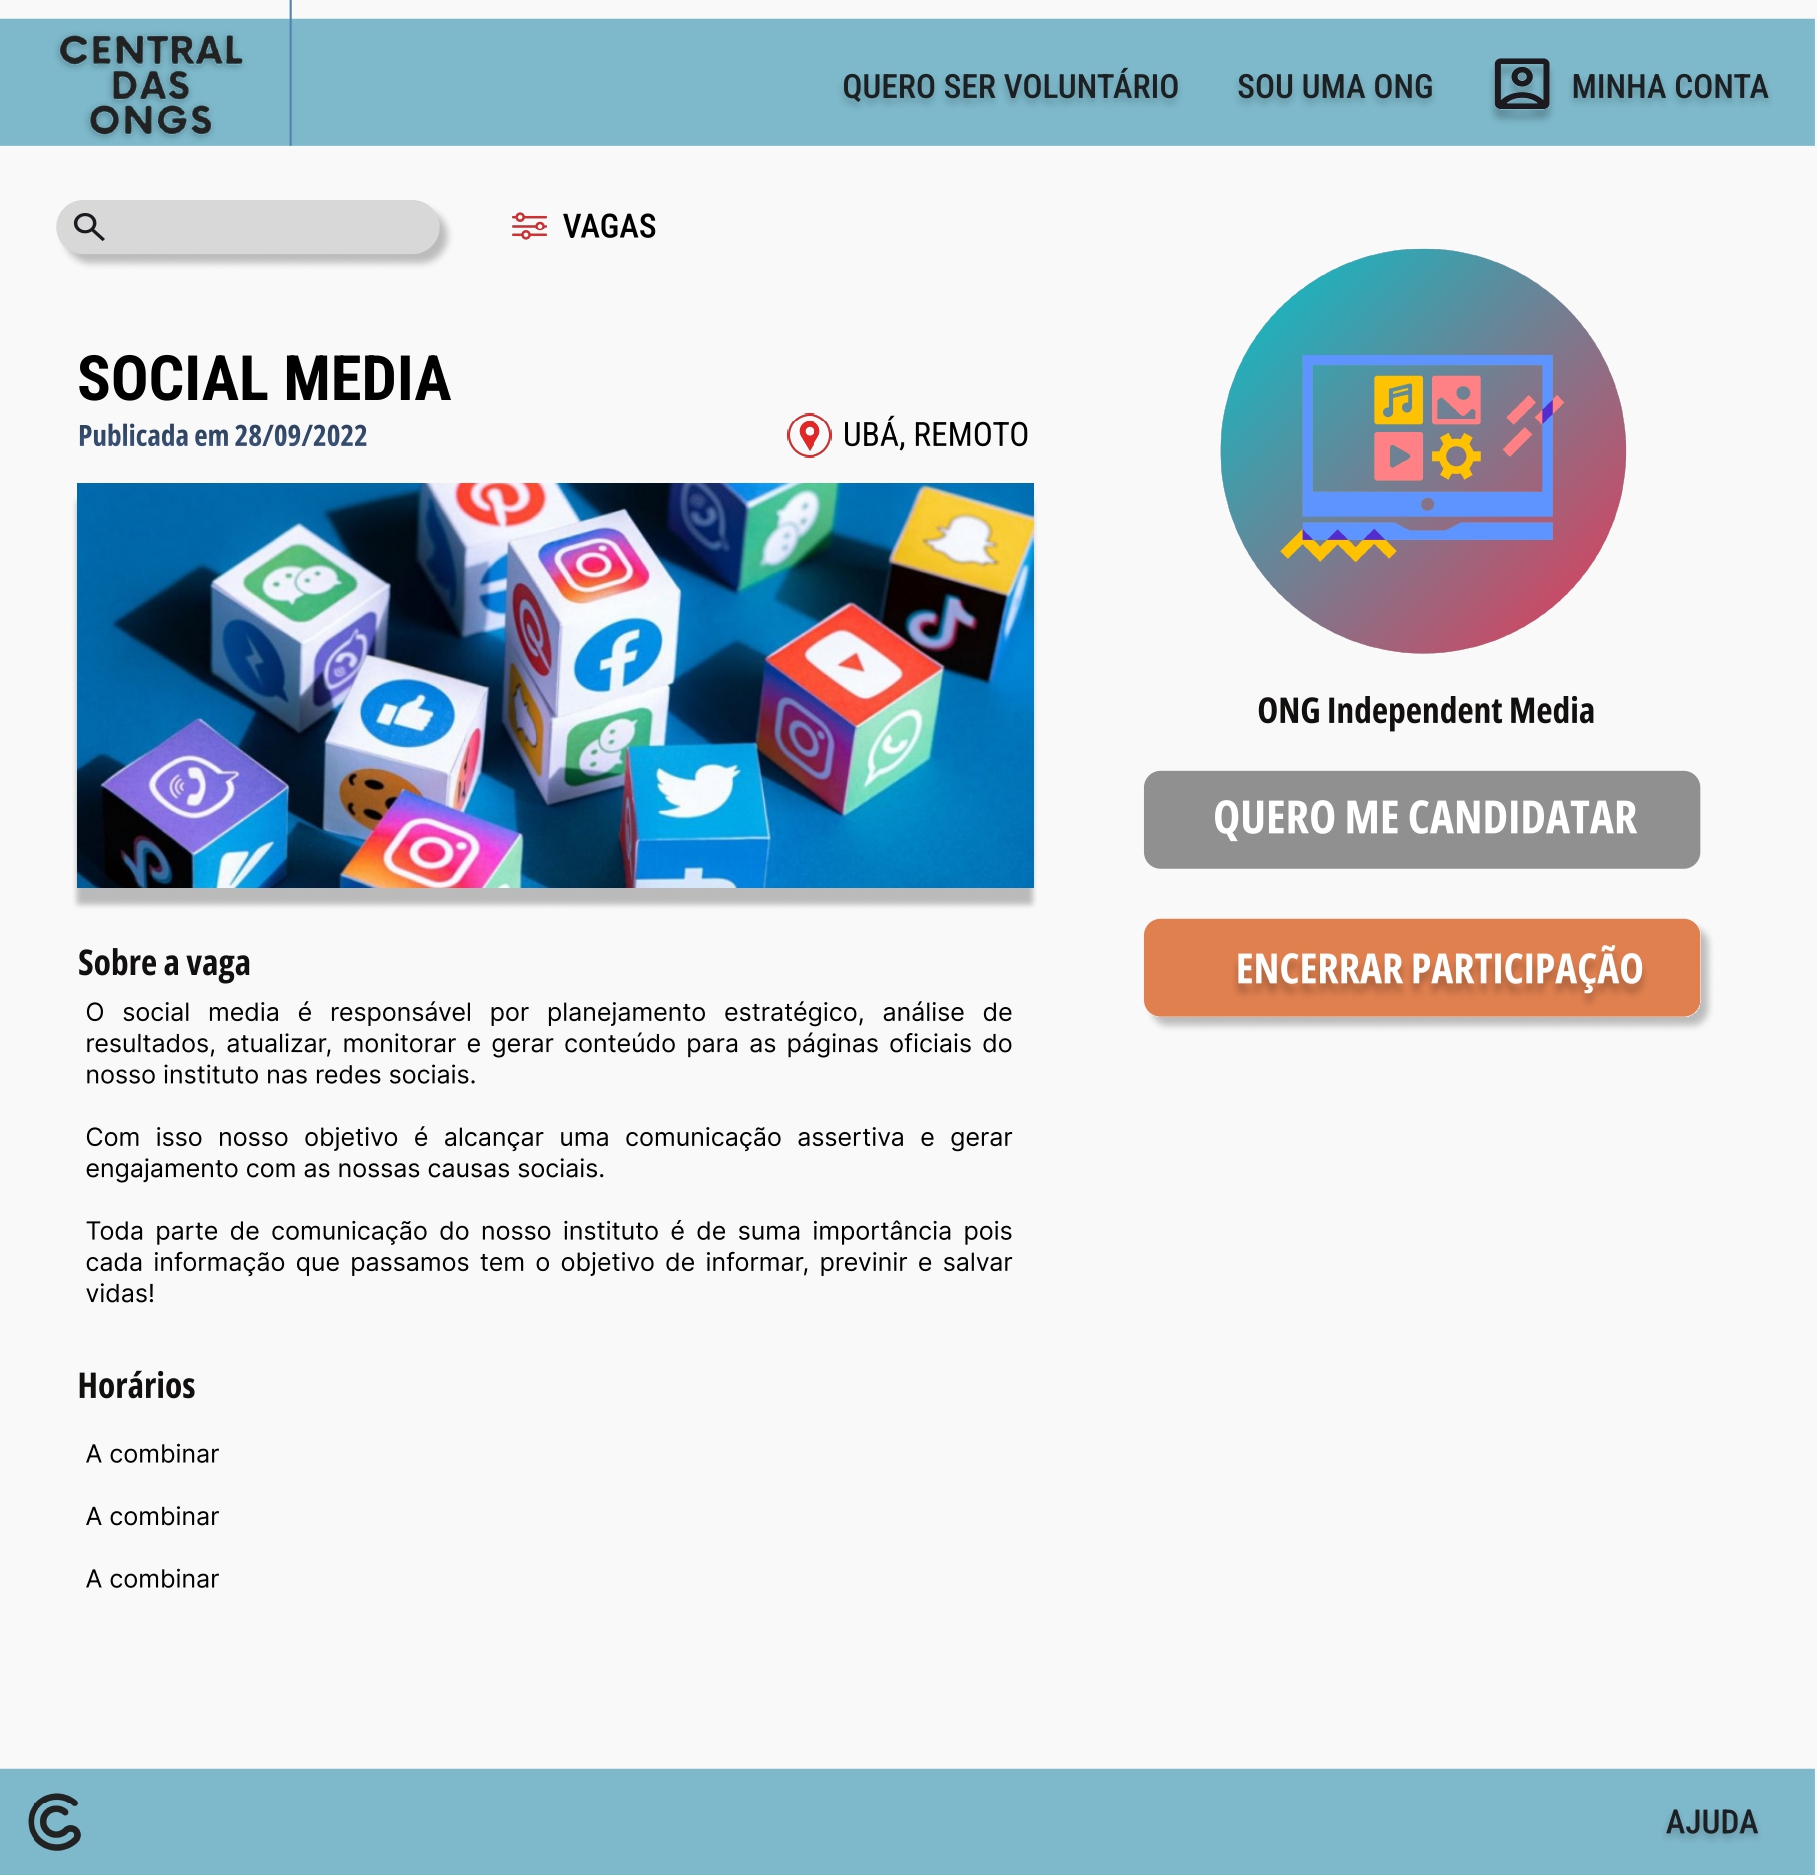 CENTRAL
DAS
ONGS
QUERO SER VOLUNTÁRIO
SOU UMA ONG
MINHA CONTA
VAGAS
SOCIAL MEDIA
Publicada em 28/09/2022
UBÁ, REMOTO
ONG Independent Media
QUERO ME CANDIDATAR
ENCERRAR PARTICIPAÇÃO
Sobre a vaga
O social media é responsável por planejamento estratégico, análise de
resultados, atualizar, monitorar e gerar conteúdo para as páginas oficiais do
nosso instituto nas redes sociais.
Com isso nosso objetivo é alcançar uma comunicação assertiva e gerar
engajamento com as nossas causas sociais.
Toda parte de comunicação do nosso instituto é de suma importância pois
cada informação que passamos tem o objetivo de informar, previnir e salvar
vidas!
Horários
A combinar
A combinar
A combinar
AJUDA